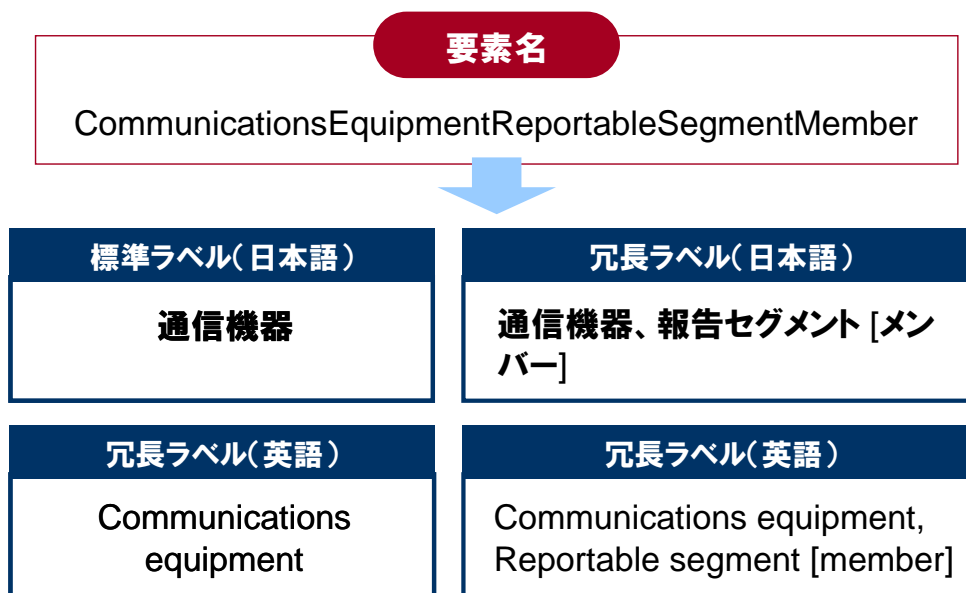 要素名
CommunicationsEquipmentReportableSegmentMember
標準ラベル(日本語)
通信機器
冗長ラベル(日本語)
通信機器、報告セグメント [メン
バー]
冗長ラベル(英語)
Communications
equipment
冗長ラベル(英語)
Communications equipment,
Reportable segment [member]